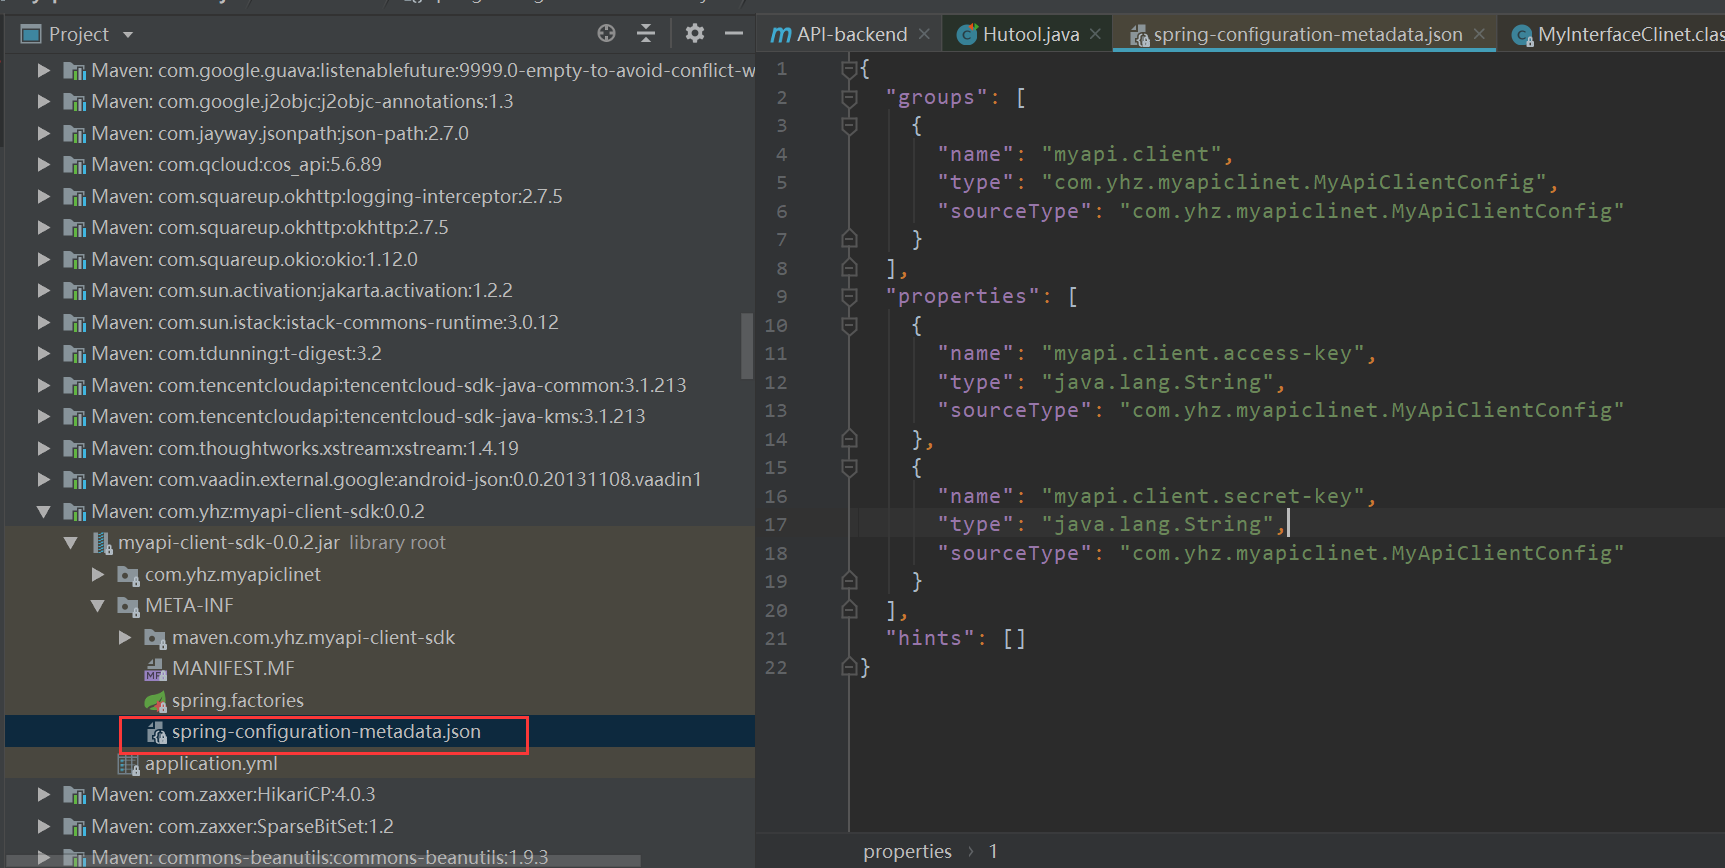 Project
Maven: com.google.guava:listenablefuture:9999.0-empty-to-avoid-conflict-w
Maven: com.google.j2objc:j2objc-annotations:1.3
Maven: com.jayway.jsonpath:json-path:2.7.0
Maven: com.qcloud:cos_api:5.6.89
Maven: com.squareup.okhttp:logging-interceptor:2.7.5
Maven: com.squareup.okhttp:okhttp:2.7.5
Maven: com.squareup.okio:okio:1.12.0
Maven: com.sun.activation:jakarta.activation:1.2.2
Maven: com.sun.istack:istack-commons-runtime:3.0.12
Maven: com.tdunning:t-digest:3.2
Maven: com.tencentcloudapi:tencentcloud-sdk-java-common:3.1.213
Maven: com.tencentcloudapi:tencentcloud-sdk-java-kms:3.1.213
Maven: com.thoughtworks.xstream:xstream:1.4.19
Maven: com.vaadin.external.google:android-json:0.0.20131108.vaadin1
Maven: com.yhz:myapi-client-sdk:0.0.2
myapi-client-sdk-0.0.2.jar library root
com.yhz.myapiclinet
META-INF
maven.com.yhz.myapi-client-sdk
MANIFEST.MF
spring.factories
spring-configuration-metadata.json
application.yml
Maven: com.zaxxer:HikariCP:4.0.3
Maven: com.zaxxer:SparseBitSet:1.2
Maven: commons-beanutils:commons-beanutils:1.9.3
API-backend Hutool.java spring-configuration-metadata.json MyInterfaceClinet.clas
1 {
2 "groups": [
3 {
4 "name": "myapi.client",
5 "type": "com.yhz.myapiclinet.MyApiClientConfig",
6 "sourceType": "com.yhz.myapiclinet.MyApiClientConfig"
7 }
8 ],
9 "properties": [
10 {
11 "name": "myapi.client.access-key",
12 "type": "java.lang.String",
13 "sourceType": "com.yhz.myapiclinet.MyApiClientConfig"
14 },
15 {
16 "name": "myapi.client.secret-key",
17 "type": "java.lang.String",
18 "sourceType": "com.yhz.myapiclinet.MyApiClientConfig"
19 }
20 ],
21 "hints": []
22 }
properties › 1